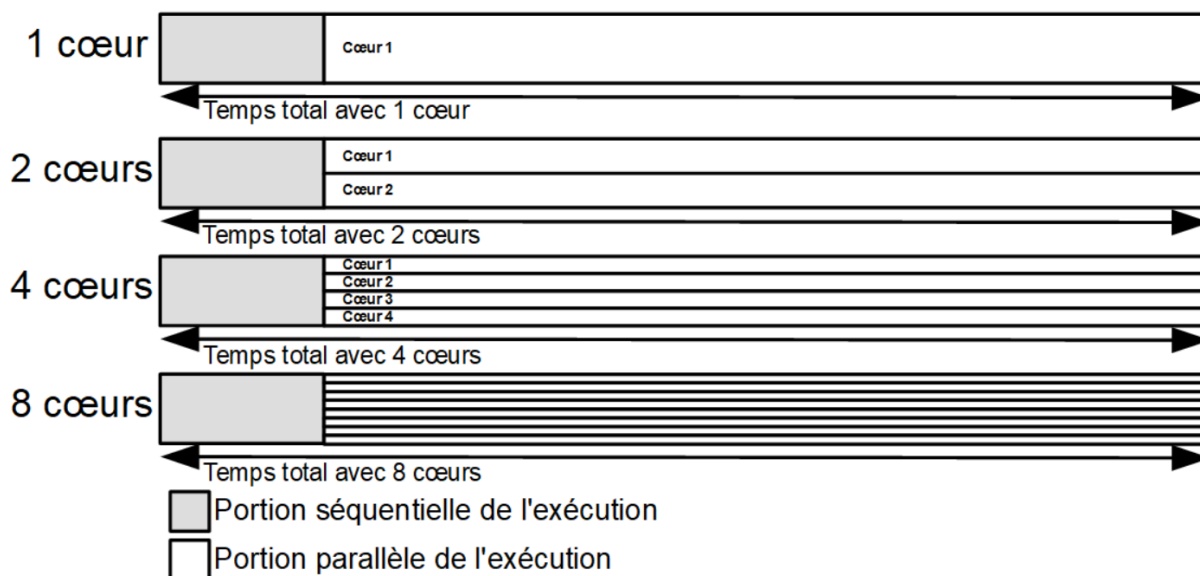 1 cœur
Cœur 1
Temps total avec 1 cœur
2 cœurs
Cœur 1
Cœur 2
Temps total avec 2 cœurs
4 cœurs
Cœur 1
Cœur 2
Cœur 3
Cœur 4
Temps total avec 4 cœurs
8 cœurs
Temps total avec 8 cœurs
Portion séquentielle de l'exécution
Portion parallèle de l'exécution